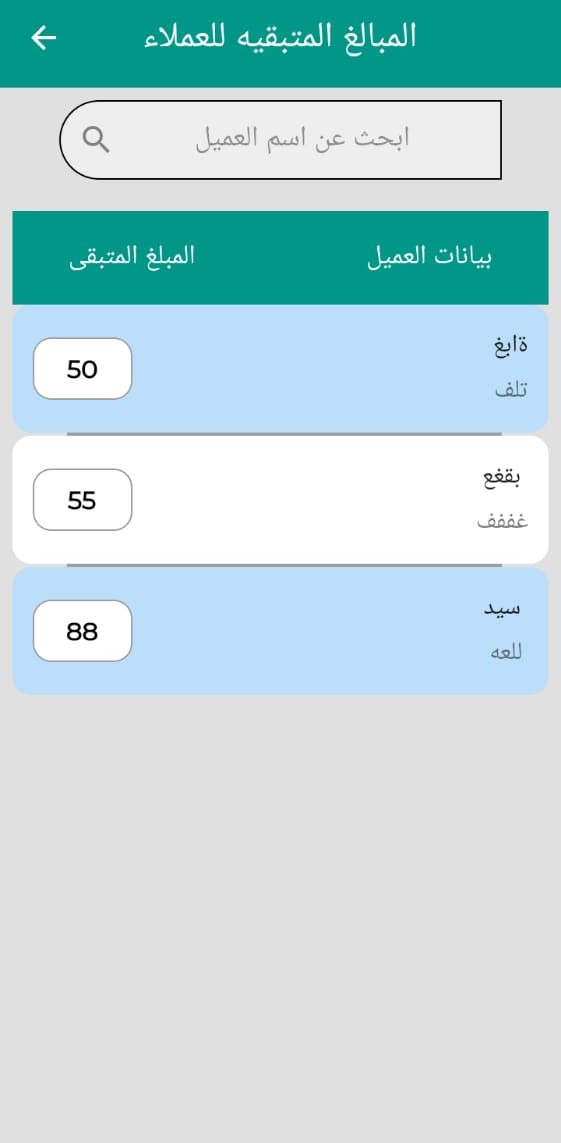 المبالغ المتبقيه للعملاء
ابحث عن اسم العميل
بيانات العميل المبلغ المتبقى
ةابغ
تلف
50
بقغع
غففف
55
سيد
للعه
88